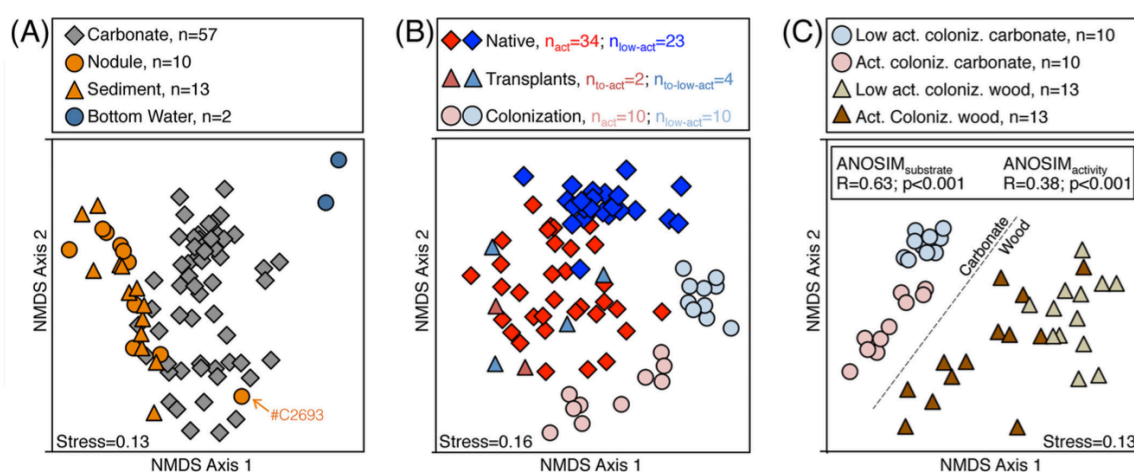 (A)
Carbonate, n=57
Nodule, n=10
Sediment, n=13
Bottom Water, n=2
NMDS Axis 2
#C2693
Stress=0.13
NMDS Axis 1
(B)
Native, nact=34; nlow-act=23
Transplants, nto-act=2; nto-low-act=4
Colonization, nact=10; nlow-act=10
NMDS Axis 2
Stress=0.16
NMDS Axis 1
(C)
Low act. coloniz. carbonate, n=10
Act. coloniz. carbonate, n=10
Low act. coloniz. wood, n=13
Act. Coloniz. wood, n=13
ANOSIMsubstrate
R=0.63; p<0.001
ANOSIMactivity
R=0.38; p<0.001
Carbonate
Wood
NMDS Axis 2
Stress=0.13
NMDS Axis 1